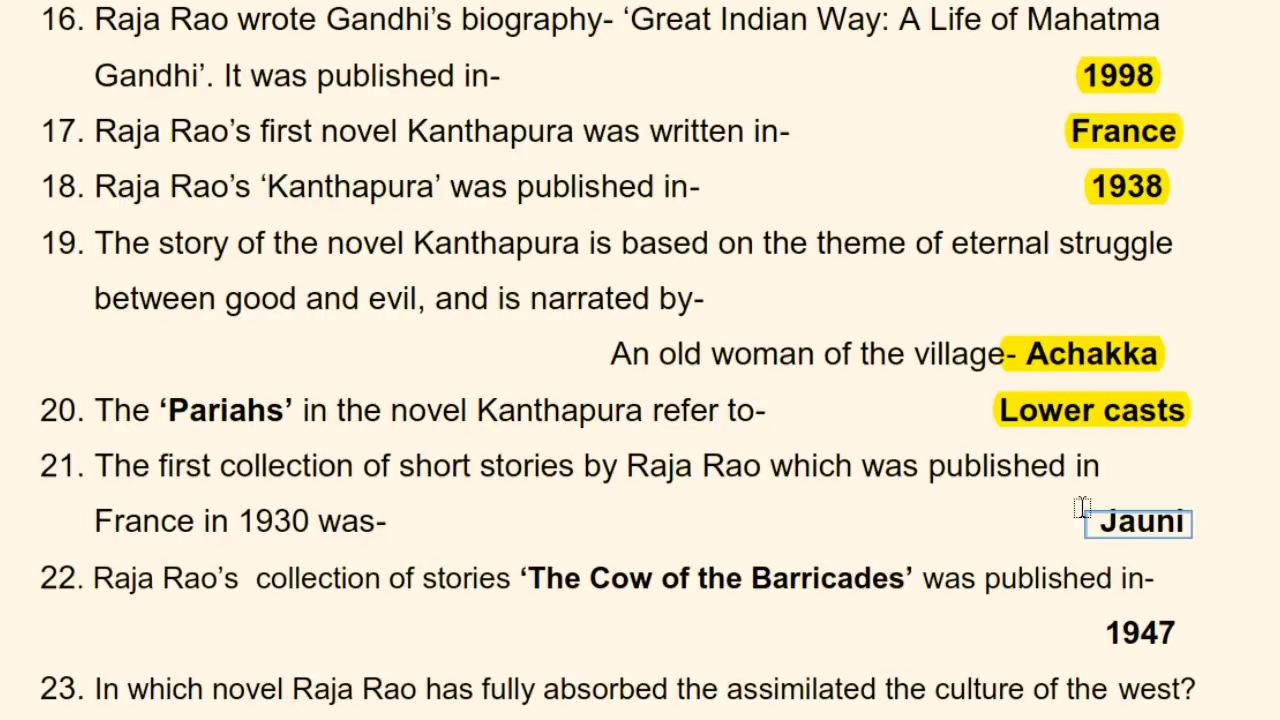 16. Raja Rao wrote Gandhi’s biography- ‘Great Indian Way: A Life of Mahatma
Gandhi’. It was published in- 1998
17. Raja Rao’s first novel Kanthapura was written in- France
18. Raja Rao’s ‘Kanthapura’ was published in- 1938
19. The story of the novel Kanthapura is based on the theme of eternal struggle
between good and evil, and is narrated by-
An old woman of the village- Achakka
20. The ‘Pariahs’ in the novel Kanthapura refer to- Lower casts
21. The first collection of short stories by Raja Rao which was published in
France in 1930 was- Jauni
22. Raja Rao’s collection of stories ‘The Cow of the Barricades’ was published in-
1947
23. In which novel Raja Rao has fully absorbed the assimilated the culture of the west?